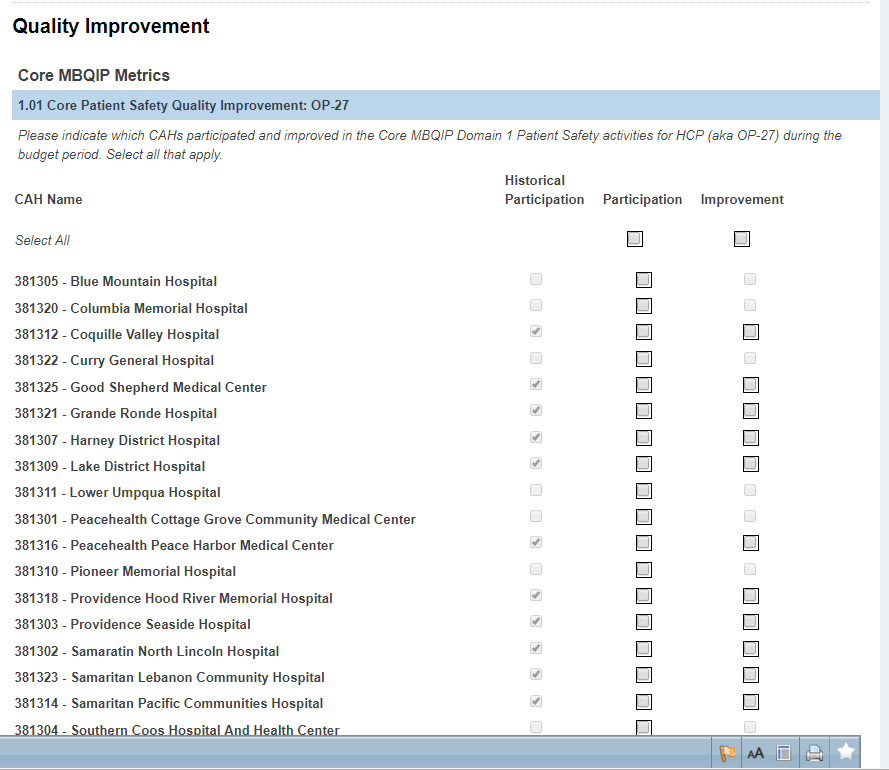 Quality Improvement
Core MBQIP Metrics
1.01 Core Patient Safety Quality Improvement: OP-27
Please indicate which CAHs participated and improved in the Core MBQIP Domain 1 Patient Safety activities for HCP (aka OP-27) during the
budget period. Select all that apply.
CAH Name Historical Participation Participation Improvement
Select All
381305 - Blue Mountain Hospital
381320 - Columbia Memorial Hospital
381312 - Coquille Valley Hospital
381322 - Curry General Hospital
381325 - Good Shepherd Medical Center
381321 - Grande Ronde Hospital
381307 - Harney District Hospital
381309 - Lake District Hospital
381311 - Lower Umpqua Hospital
381301 - Peacehealth Cottage Grove Community Medical Center
381316 - Peacehealth Peace Harbor Medical Center
381310 - Pioneer Memorial Hospital
381318 - Providence Hood River Memorial Hospital
381303 - Providence Seaside Hospital
381302 - Samaratin North Lincoln Hospital
381323 - Samaritan Lebanon Community Hospital
381314 - Samaritan Pacific Communities Hospital
381304 - Southern Coos Hospital And Health Center
AA